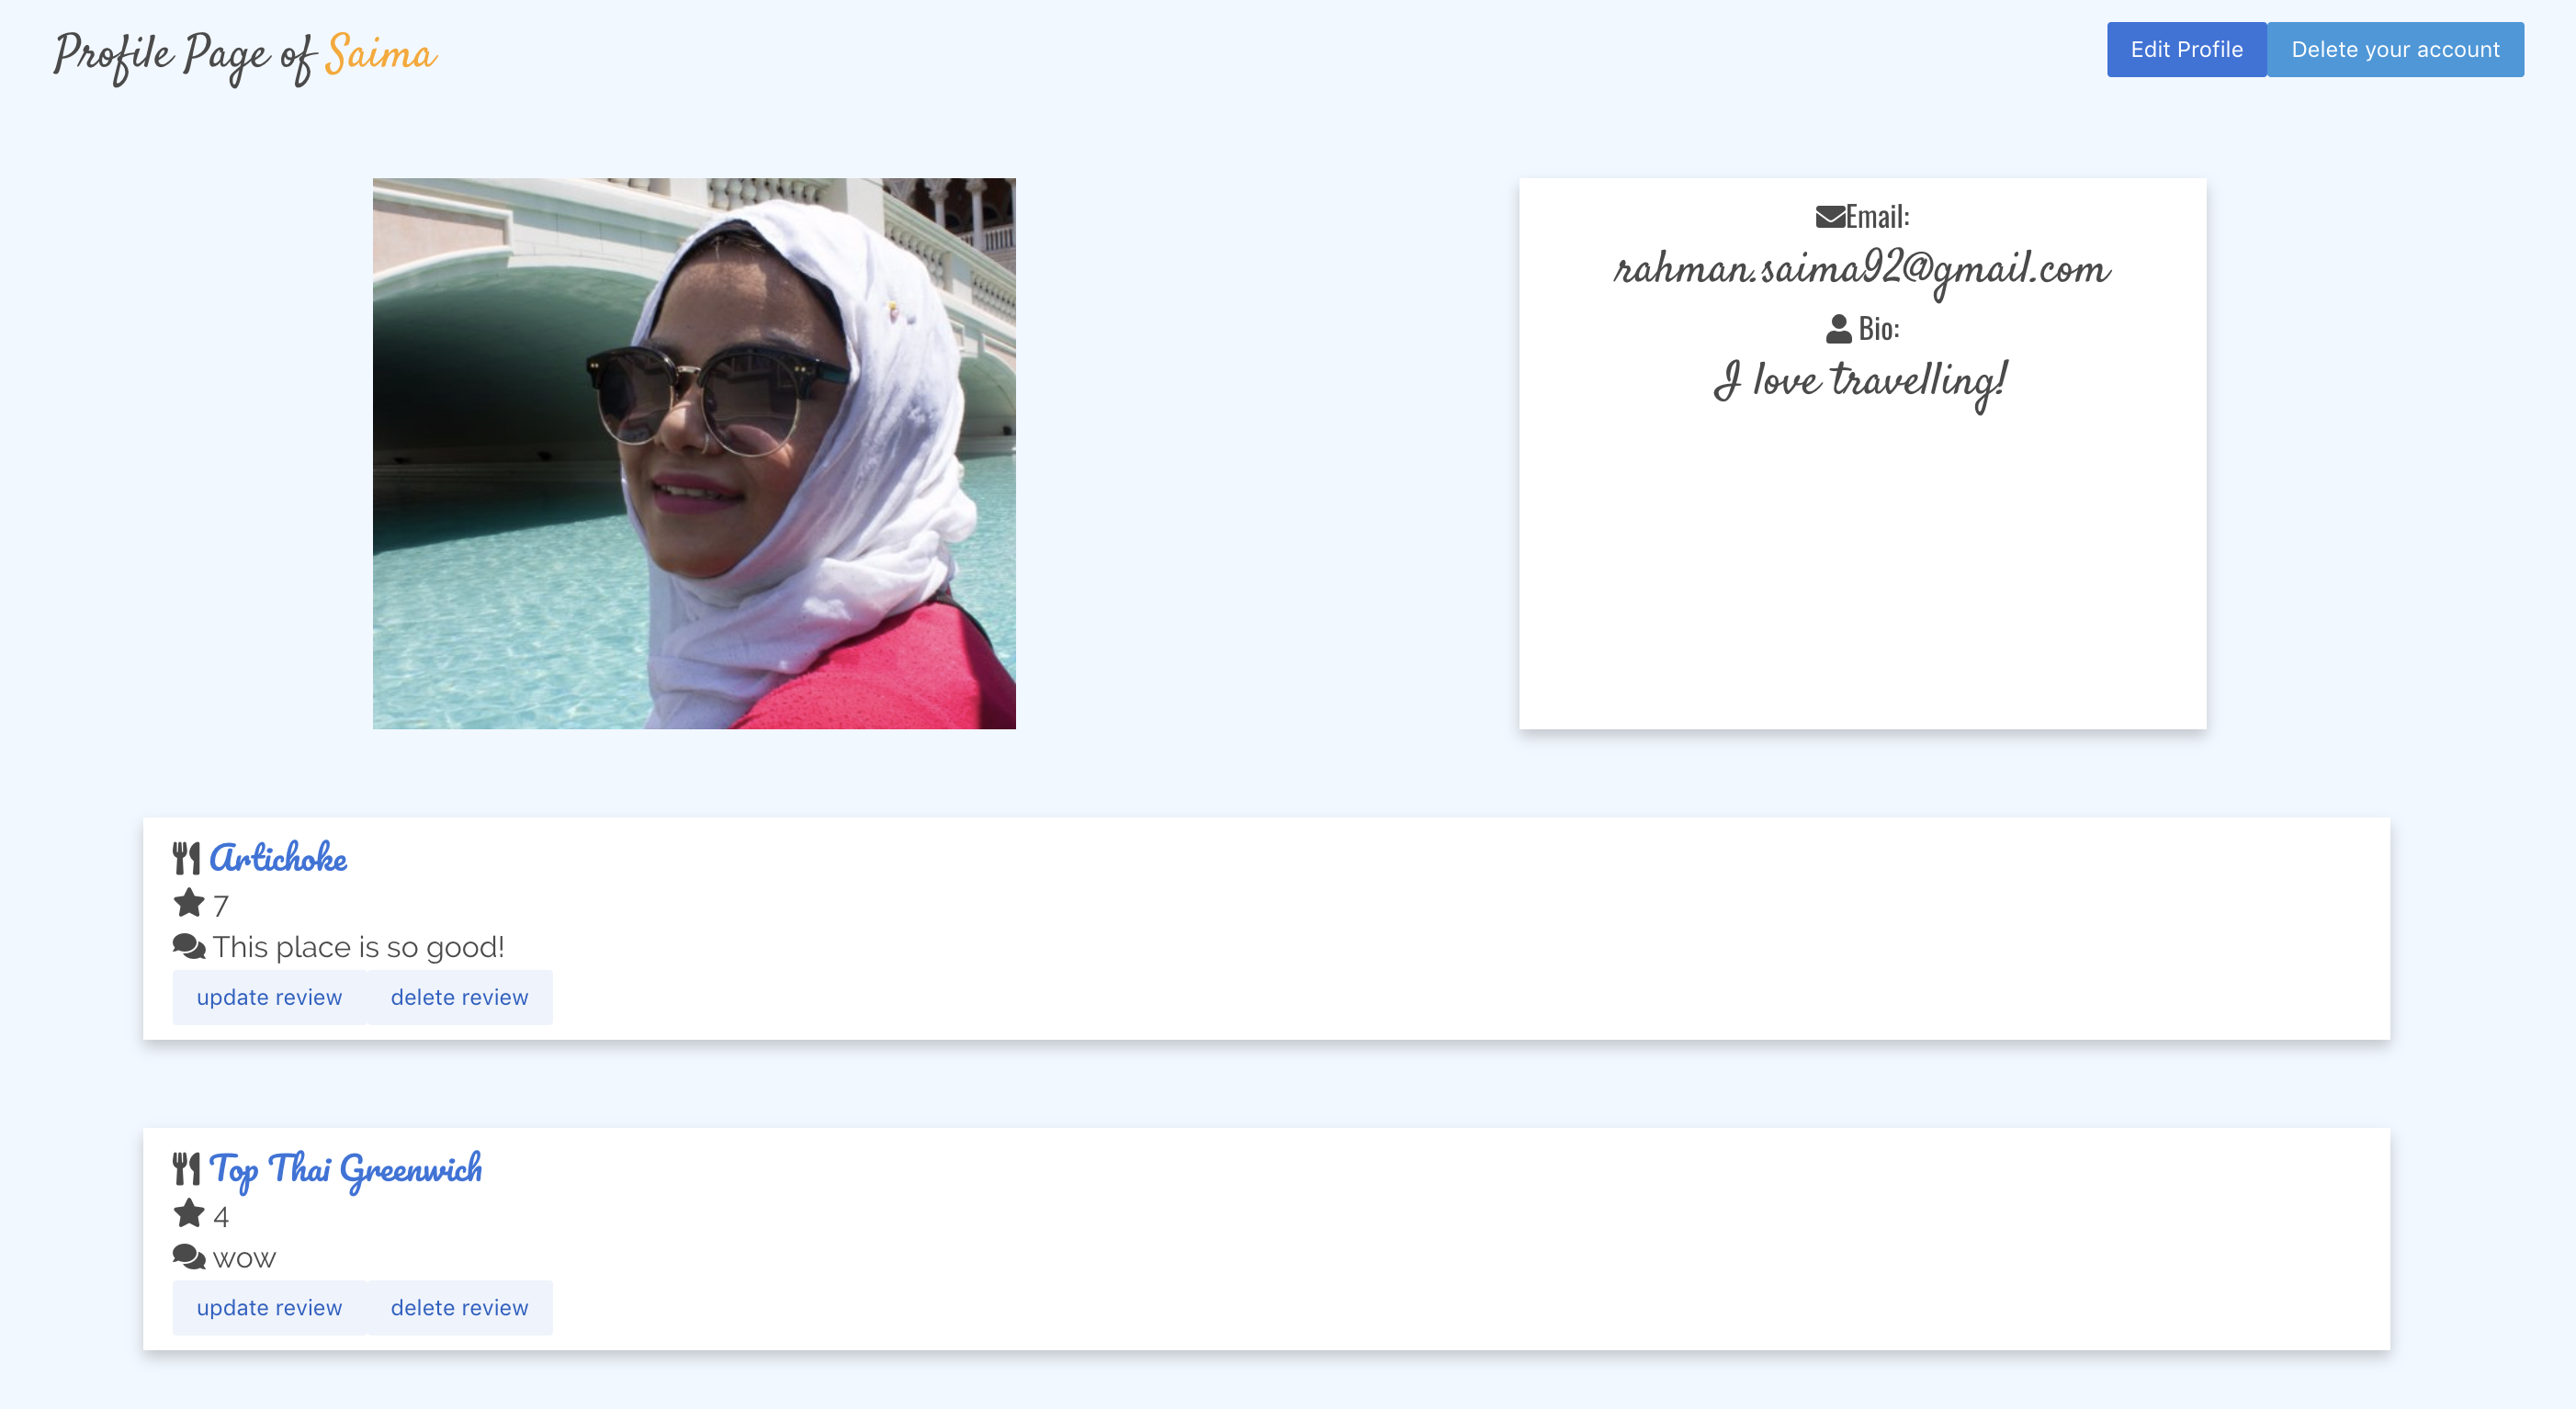 Profile Page of Saima
Edit Profile
Delete your account
Email:
rahman.saima92@gmail.com
Bio:
I love travelling!
Artichoke
7
This place is so good!
update review
delete review
Top Thai Greenwich
4
wow
update review
delete review